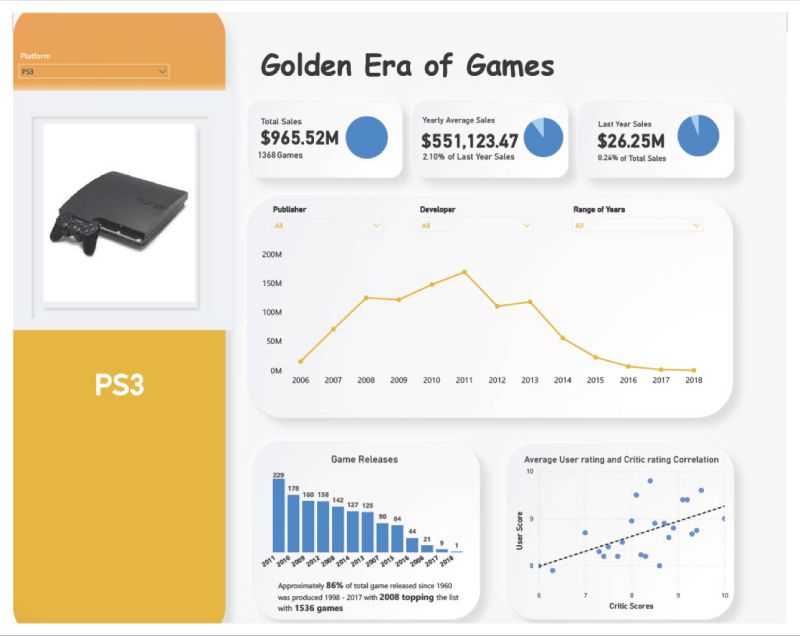 Platform
PS3
PS3
Golden Era of Games
Total Sales
$965.52M
1368 Games
Yearly Average Sales
$551,123.47
2.10% of Last Year Sales
Last Year Sales
$26.25M
0.24% of Total Sales
Publisher
All
Developer
All
Range of Years
All
200M
150M
100M
50M
0M
2006 2007 2008 2009 2010 2011 2012 2013 2014 2015 2016 2017 2018
Game Releases
229 178 160 158 142 127 125 90 84 44 21 9 1
2011 2010 2009 2012 2008 2014 2013 2007 2015 2016 2006 2017 2018
Approximately 86% of total game released since 1960
was produced 1998 - 2017 with 2008 topping the list
with 1536 games
Average User rating and Critic rating Correlation
User Score
10
9
8
6 7 8 9 10
Critic Scores